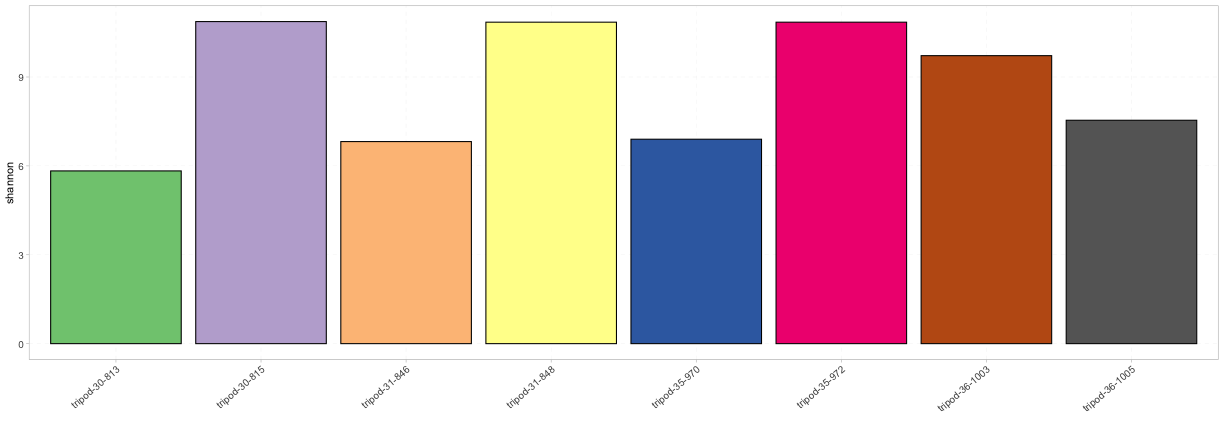 shannon
9
6
3
0
tripod-30-813
tripod-30-815
tripod-31-846
tripod-31-848
tripod-35-970
tripod-35-972
tripod-36-1003
tripod-36-1005